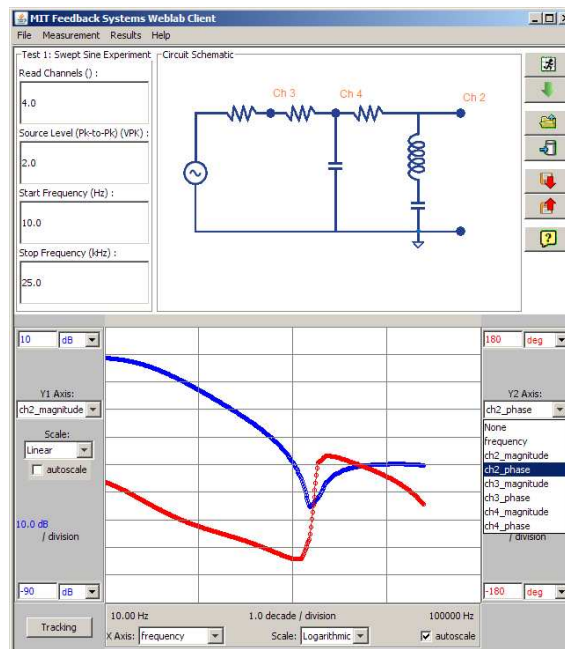 MIT Feedback Systems Weblab Client
File Measurement Results Help
Test 1: Swept Sine Experiment
Read Channels () :
4.0
Source Level (Pk-to-Pk) (VPK) :
2.0
Start Frequency (Hz) :
10.0
Stop Frequency (kHz) :
25.0
Circuit Schematic
Ch 3
Ch 4
Ch 2
10 dB
Y1 Axis:
ch2_magnitude
Scale:
Linear
autoscale
10.0 dB
/ division
-90 dB
180 deg
Y2 Axis:
ch2_phase
None
frequency
ch2_magnitude
ch2_phase
ch3_magnitude
ch3_phase
ch4_magnitude
ch4_phase
/ division
-180 deg
Tracking
10.00 Hz 1.0 decade / division 100000 Hz
X Axis: frequency Scale: Logarithmic autoscale